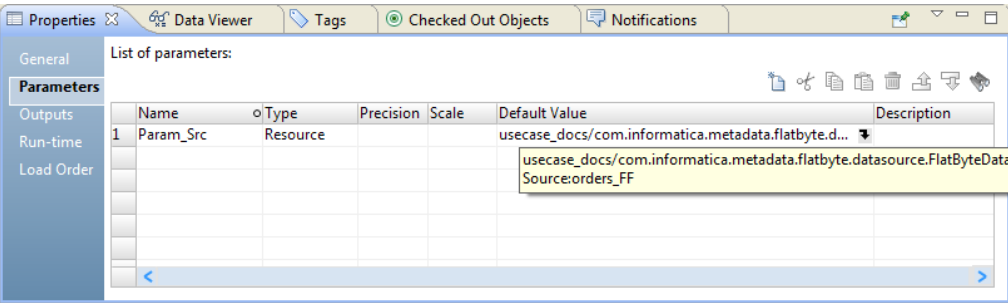 Properties Data Viewer Tags Checked Out Objects Notifications
General
Parameters
Outputs
Run-time
Load Order
List of parameters:
Name Type Precision Scale Default Value Description
1 Param_Src Resource usecase_docs/com.informatica.metadata.flatbyte.d...
usecase_docs/com.informatica.metadata.flatbyte.datasource.FlatByteData
Source:orders_FF